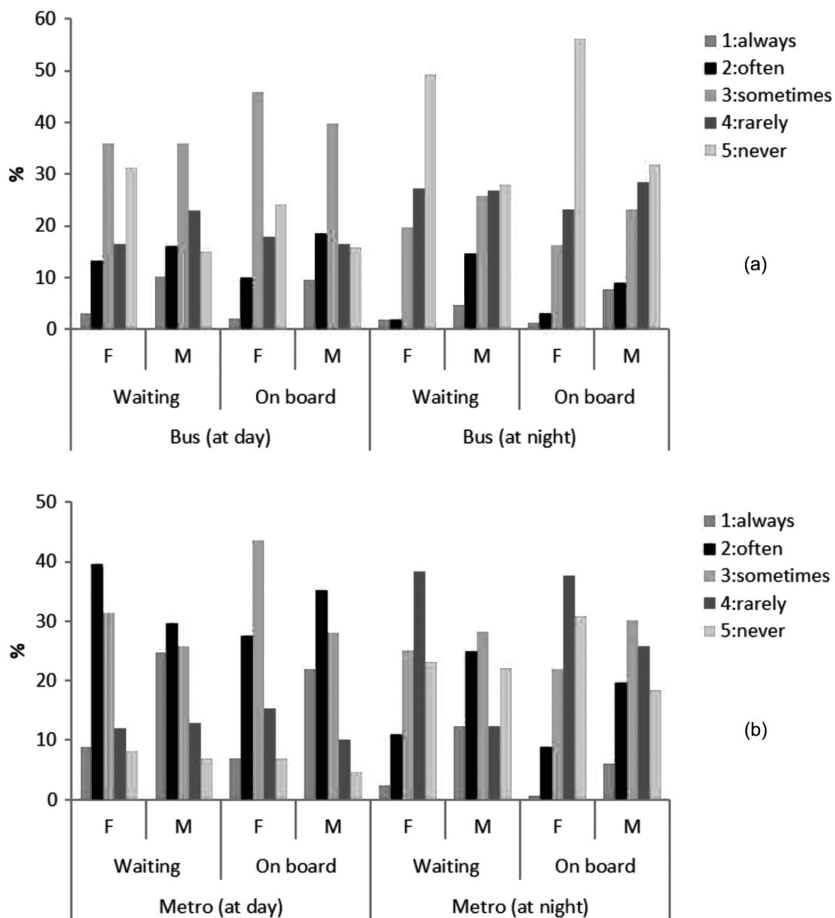 60
50
40
30
20
10
0
%
F M F M F M F M
Waiting On board Waiting On board
Bus (at day) Bus (at night)
1:always
2:often
3:sometimes
4:rarely
5:never
(a)
50
40
30
20
10
0
%
F M F M F M F M
Waiting On board Waiting On board
Metro (at day) Metro (at night)
1:always
2:often
3:sometimes
4:rarely
5:never
(b)